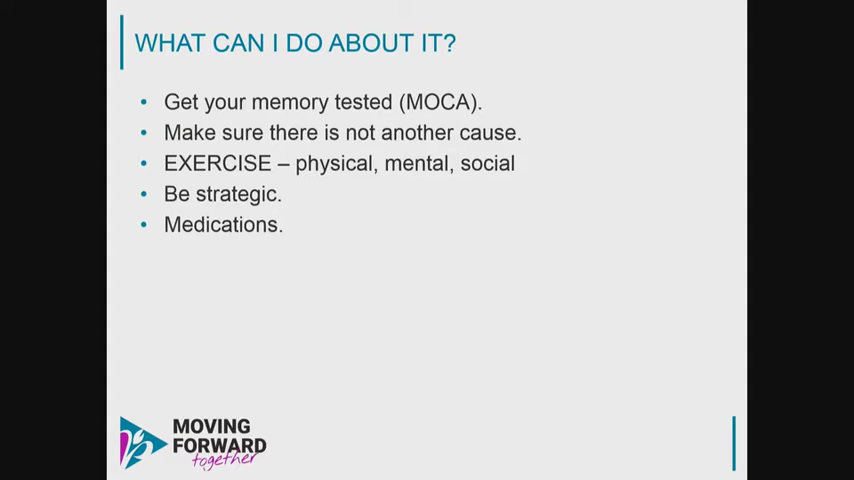 WHAT CAN I DO ABOUT IT?
• Get your memory tested (MOCA).
• Make sure there is not another cause.
• EXERCISE – physical, mental, social
• Be strategic.
• Medications.
MOVING
FORWARD
together